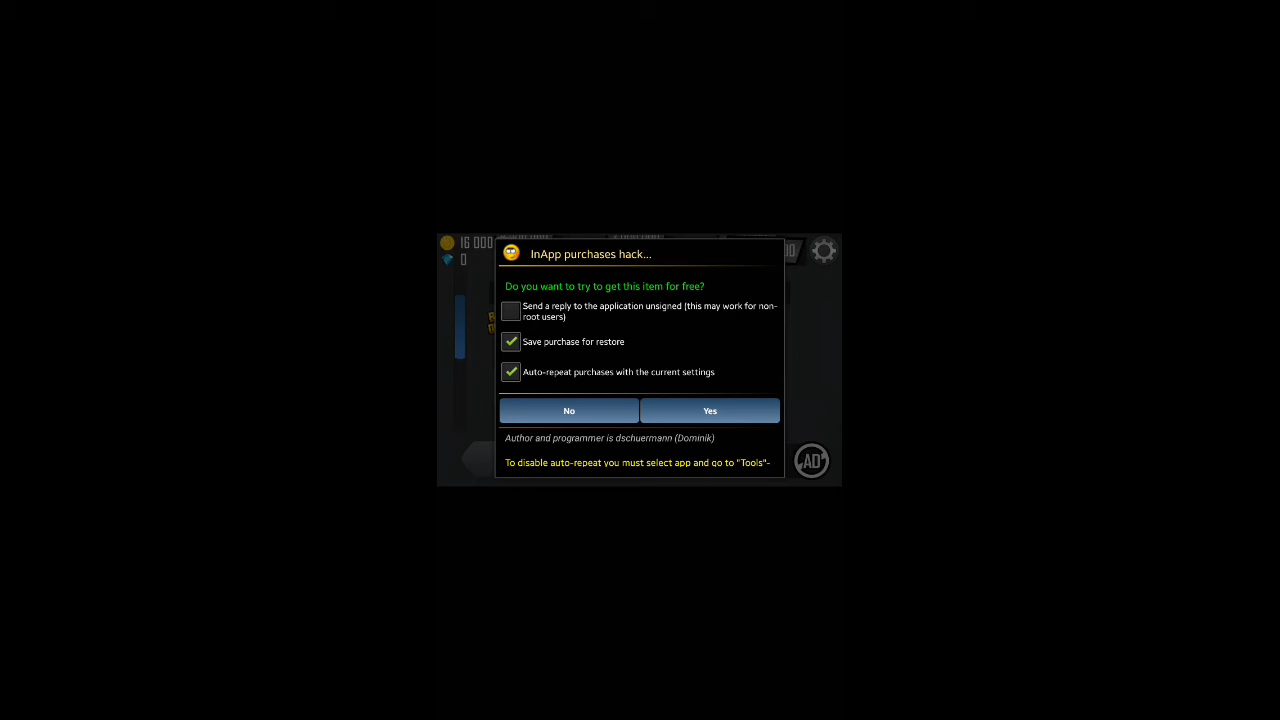 16 000
InApp purchases hack...
0
Do you want to try to get this item for free?
Send a reply to the application unsigned (this may work for non-
root users)
Save purchase for restore
Auto-repeat purchases with the current settings
No
Yes
Author and programmer is dschuermann (Dominik)
AD
To disable auto-repeat you must select app and go to "Tools"-